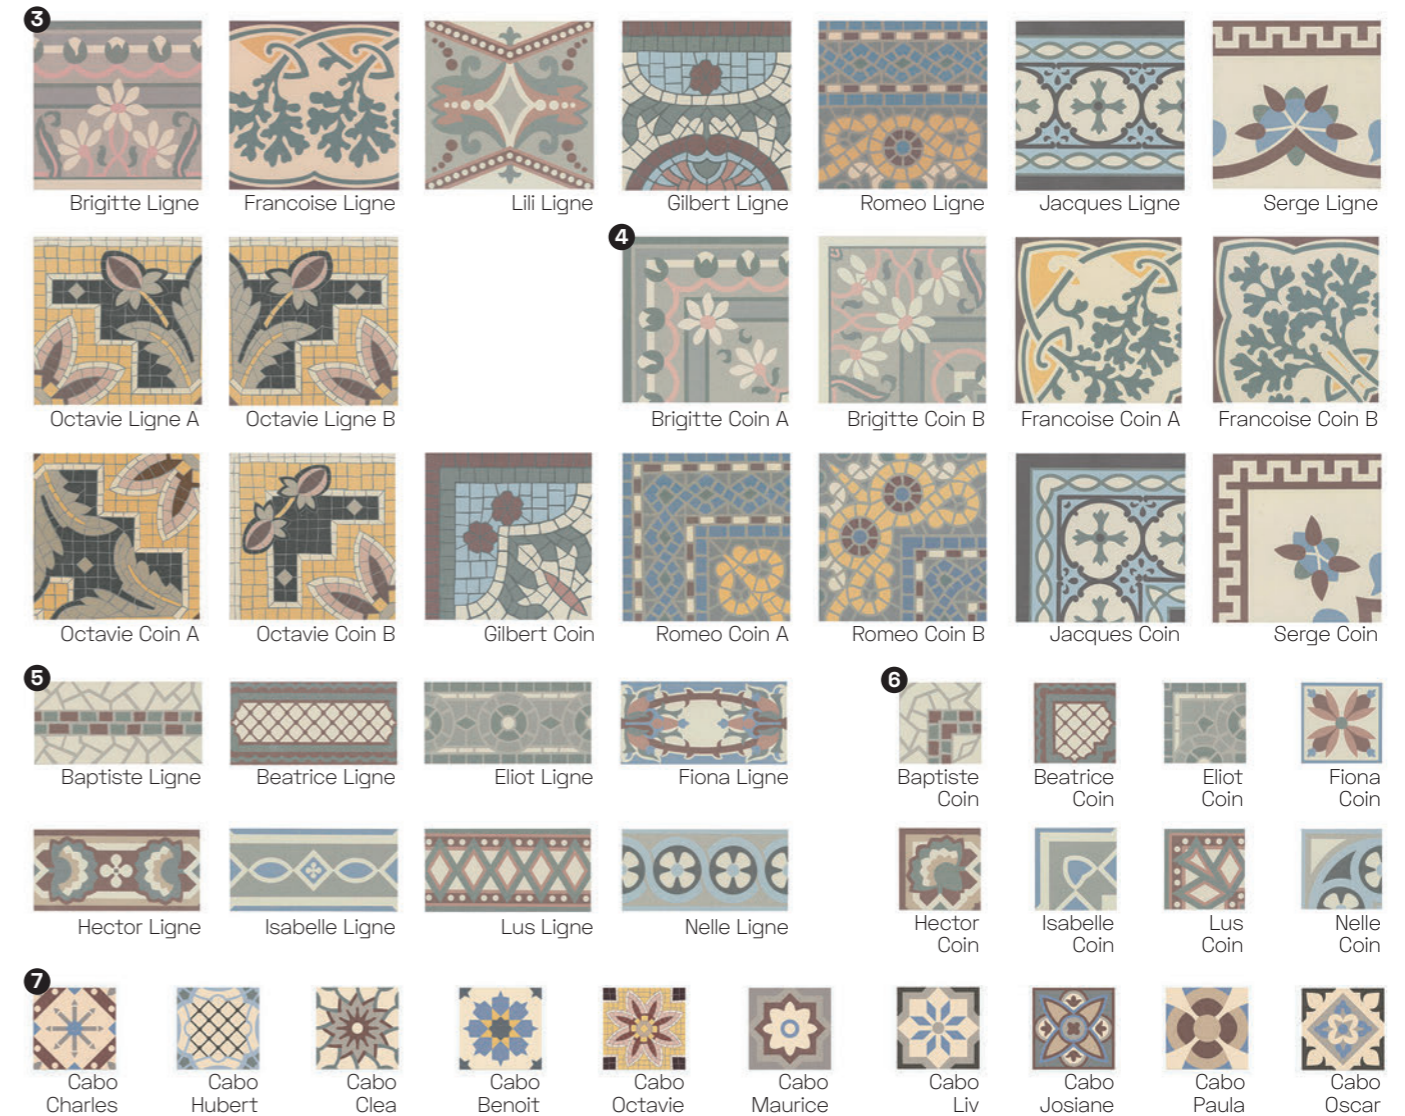 3
Brigitte Ligne
Francoise Ligne
Lili Ligne
Gilbert Ligne
Romeo Ligne
Jacques Ligne
Serge Ligne
4
Octavie Ligne A
Octavie Ligne B
Brigitte Coin A
Brigitte Coin B
Francoise Coin A
Francoise Coin B
Octavie Coin A
Octavie Coin B
Gilbert Coin
Romeo Coin A
Romeo Coin B
Jacques Coin
Serge Coin
5
Baptiste Ligne
Beatrice Ligne
Eliot Ligne
Fiona Ligne
6
Baptiste
Coin
Beatrice
Coin
Eliot
Coin
Fiona
Coin
Hector Ligne
Isabelle Ligne
Lus Ligne
Nelle Ligne
Hector
Coin
Isabelle
Coin
Lus
Coin
Nelle
Coin
7
Cabo
Charles
Cabo
Hubert
Cabo
Clea
Cabo
Benoit
Cabo
Octavie
Cabo
Maurice
Cabo
Liv
Cabo
Josiane
Cabo
Paula
Cabo
Oscar